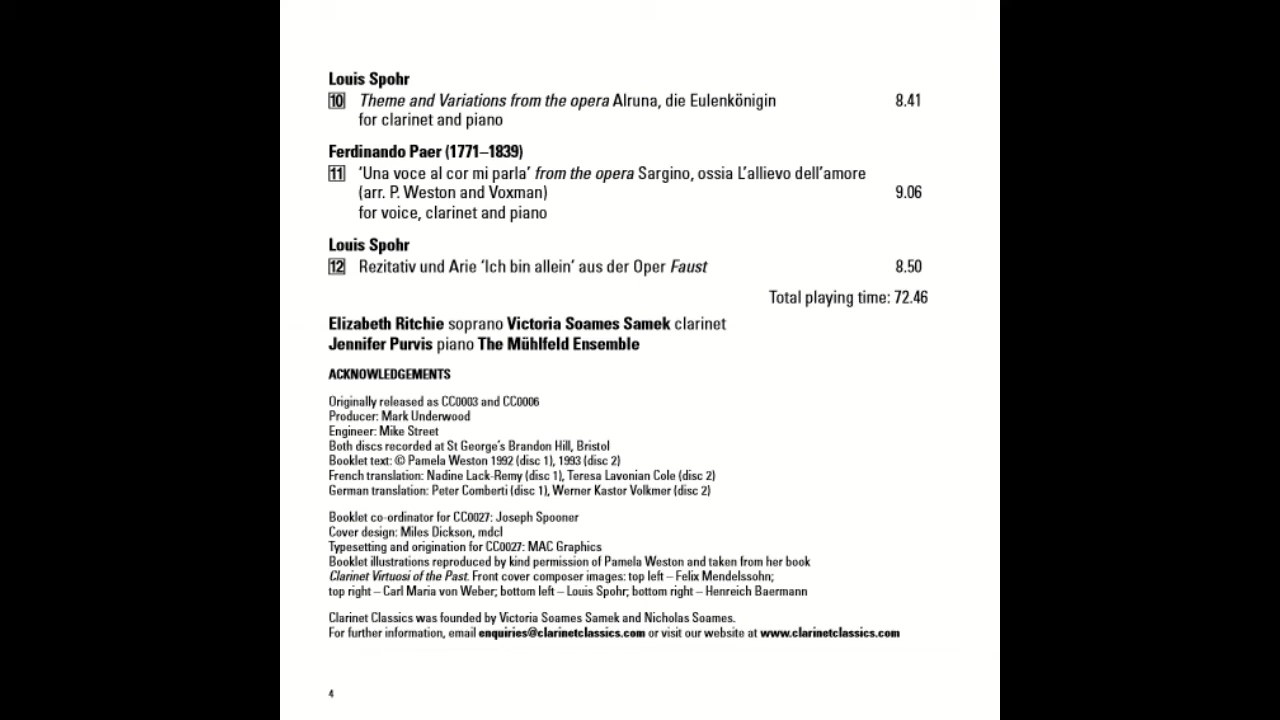 Louis Spohr
10 Theme and Variations from the opera Alruna, die Eulenkönigin 8.41
for clarinet and piano
Ferdinando Paer (1771–1839)
11 ‘Una voce al cor mi parla’ from the opera Sargino, ossia L’allievo dell’amore
(arr. P. Weston and Voxman) 9.06
for voice, clarinet and piano
Louis Spohr
12 Rezitativ und Arie ‘Ich bin allein’ aus der Oper Faust 8.50
Total playing time: 72.46
Elizabeth Ritchie soprano Victoria Soames Samek clarinet
Jennifer Purvis piano The Mühlfeld Ensemble
ACKNOWLEDGEMENTS
Originally released as CC0003 and CC0006
Producer: Mark Underwood
Engineer: Mike Street
Both discs recorded at St George’s Brandon Hill, Bristol
Booklet text: © Pamela Weston 1992 (disc 1), 1993 (disc 2)
French translation: Nadine Lack-Remy (disc 1), Teresa Lavonian Cole (disc 2)
German translation: Peter Comberti (disc 1), Werner Kastor Volkmer (disc 2)
Booklet co-ordinator for CC0027: Joseph Spooner
Cover design: Miles Dickson, mdcl
Typesetting and origination for CC0027: MAC Graphics
Booklet illustrations reproduced by kind permission of Pamela Weston and taken from her book
Clarinet Virtuosi of the Past. Front cover composer images: top left – Felix Mendelssohn;
top right – Carl Maria von Weber; bottom left – Louis Spohr; bottom right – Henreich Baermann
Clarinet Classics was founded by Victoria Soames Samek and Nicholas Soames.
For further information, email enquiries@clarinetclassics.com or visit our website at www.clarinetclassics.com
4